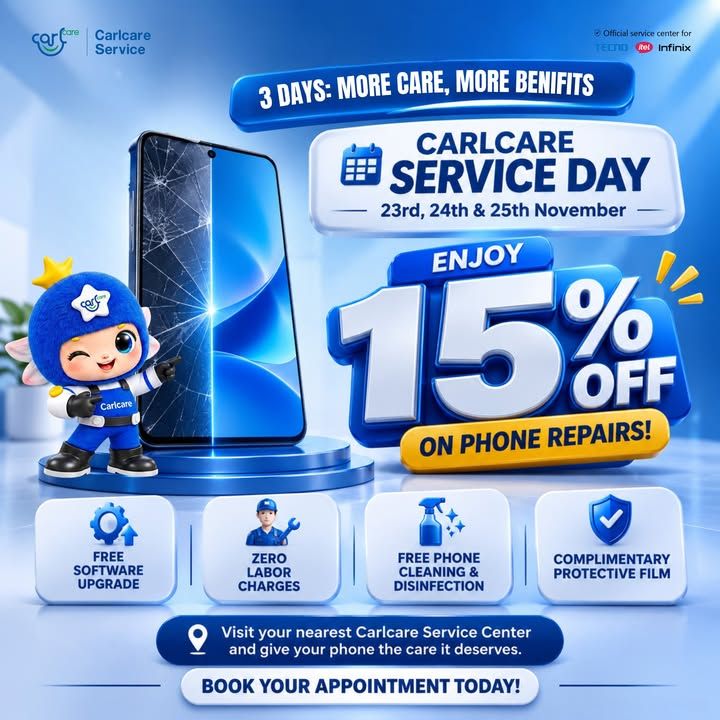 carlcare
Carlcare
Service
Official service center for
TECNO itel Infinix
3 DAYS: MORE CARE, MORE BENIFITS
CARLCARE
SERVICE DAY
23rd, 24th & 25th November
ENJOY
15% OFF
ON PHONE REPAIRS!
carlcare
Carlcare
FREE
SOFTWARE
UPGRADE
ZERO
LABOR
CHARGES
FREE PHONE
CLEANING &
DISINFECTION
COMPLIMENTARY
PROTECTIVE FILM
Visit your nearest Carlcare Service Center
and give your phone the care it deserves.
BOOK YOUR APPOINTMENT TODAY!